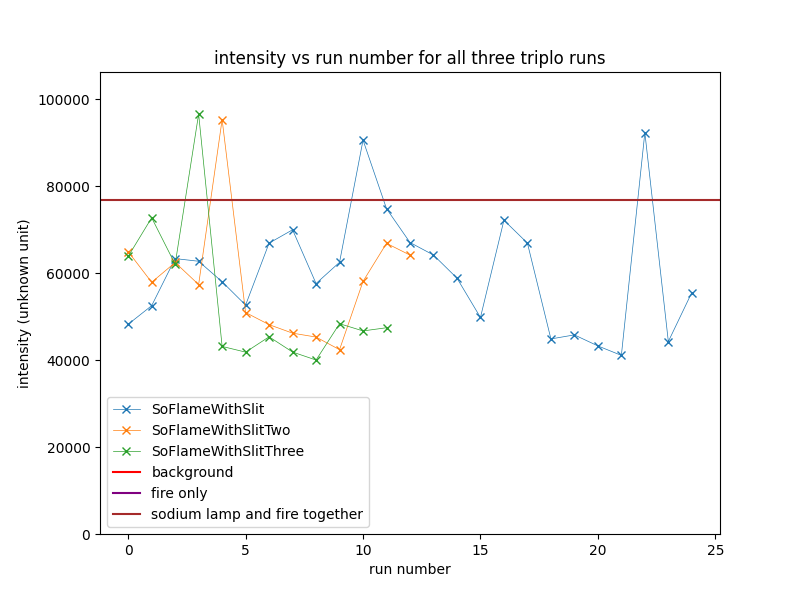 intensity vs run number for all three triplo runs
100000
80000
60000
40000
20000
0
intensity (unknown unit)
SoFlameWithSlit
SoFlameWithSlitTwo
SoFlameWithSlitThree
background
fire only
sodium lamp and fire together
0 5 10 15 20 25
run number